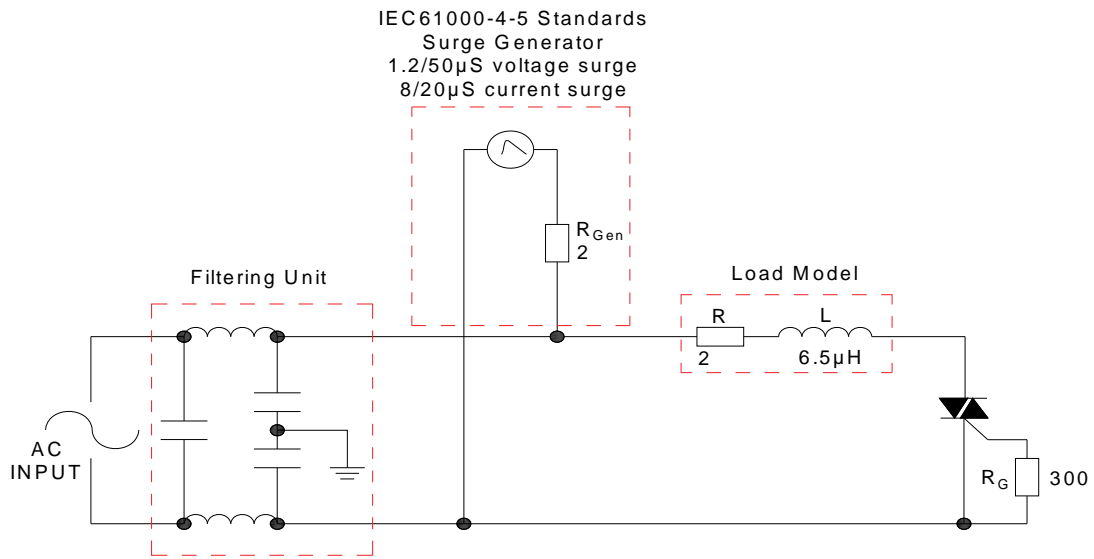 IEC61000-4-5 Standards
Surge Generator
1.2/50µS voltage surge
8/20µS current surge
RGen
2
Filtering Unit
Load Model
R
L
2
6.5µH
AC
INPUT
RG
300